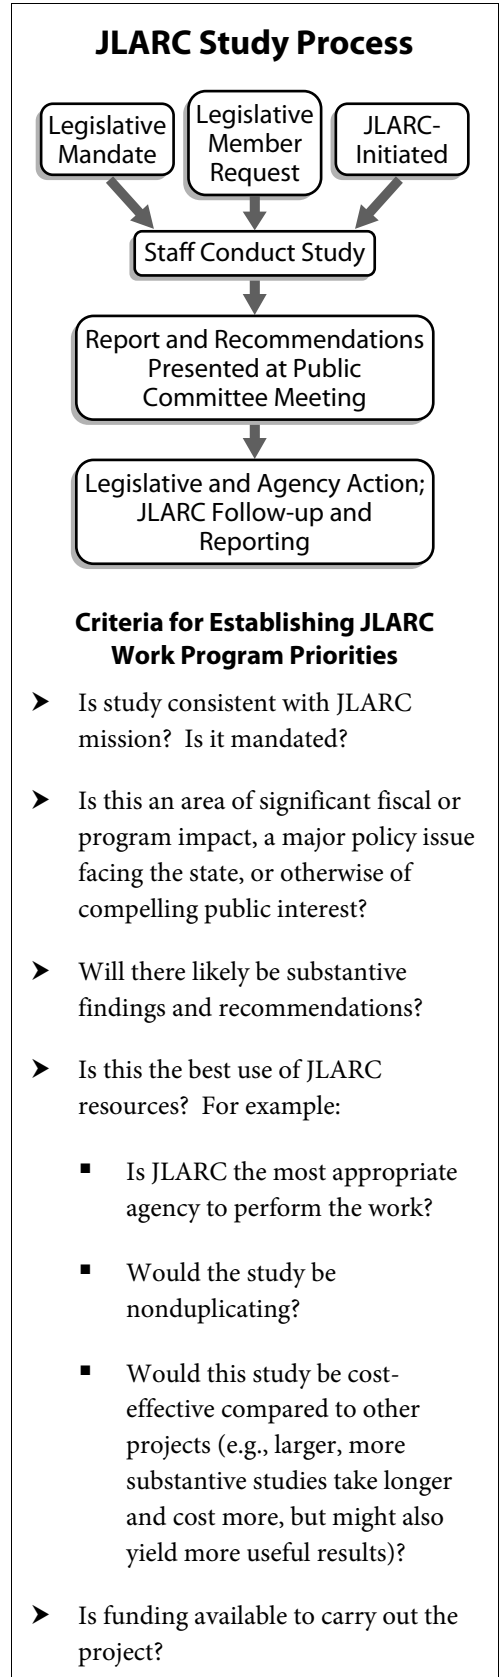 JLARC Study Process
Legislative
Mandate
Legislative
Member
Request
JLARC-
Initiated
Staff Conduct Study
Report and Recommendations
Presented at Public
Committee Meeting
Legislative and Agency Action;
JLARC Follow-up and
Reporting
Criteria for Establishing JLARC
Work Program Priorities
➤ Is study consistent with JLARC
mission?  Is it mandated?
➤ Is this an area of significant fiscal or
program impact, a major policy issue
facing the state, or otherwise of
compelling public interest?
➤ Will there likely be substantive
findings and recommendations?
➤ Is this the best use of JLARC
resources?  For example:
▪ Is JLARC the most appropriate
agency to perform the work?
▪ Would the study be
nonduplicating?
▪ Would this study be cost-
effective compared to other
projects (e.g., larger, more
substantive studies take longer
and cost more, but might also
yield more useful results)?
➤ Is funding available to carry out the
project?